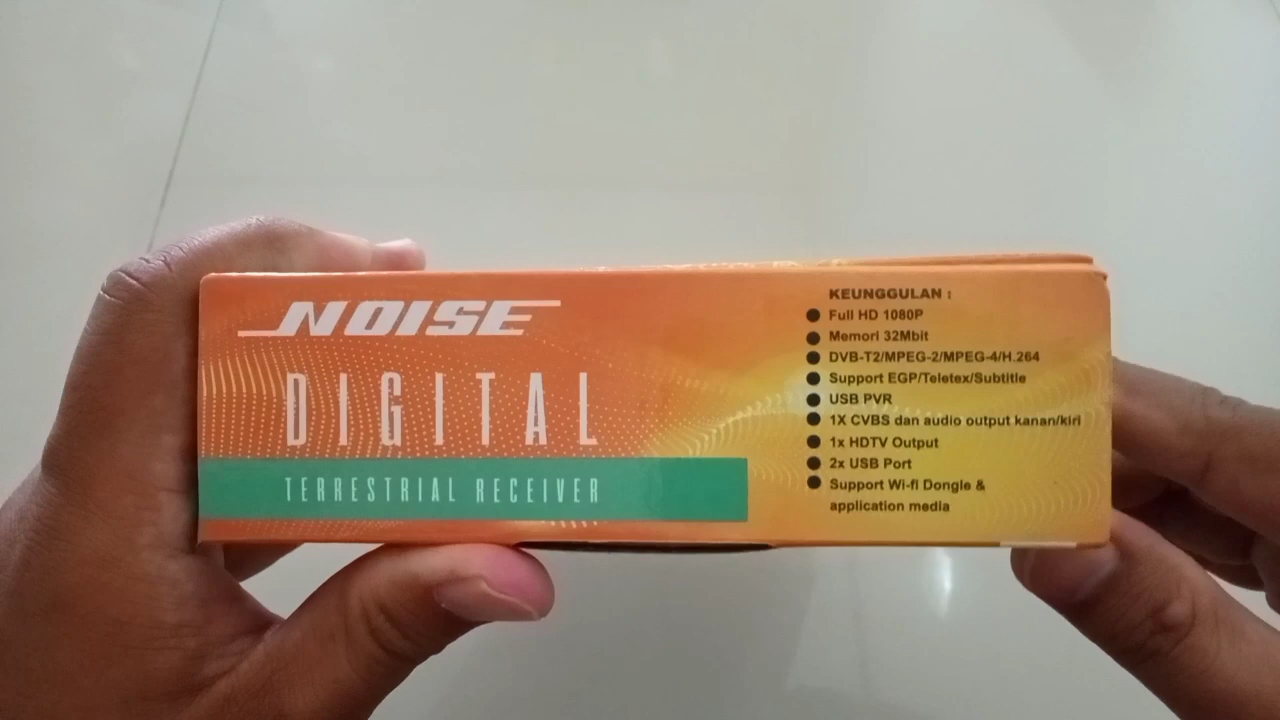 NOISE
DIGITAL
TERRESTRIAL RECEIVER
KEUNGGULAN :
Full HD 1080P
Memori 32Mbit
DVB-T2/MPEG-2/MPEG-4/H.264
Support EGP/Teletex/Subtitle
USB PVR
1X CVBS dan audio output kanan/kiri
1x HDTV Output
2x USB Port
Support Wi-fi Dongle &
application media